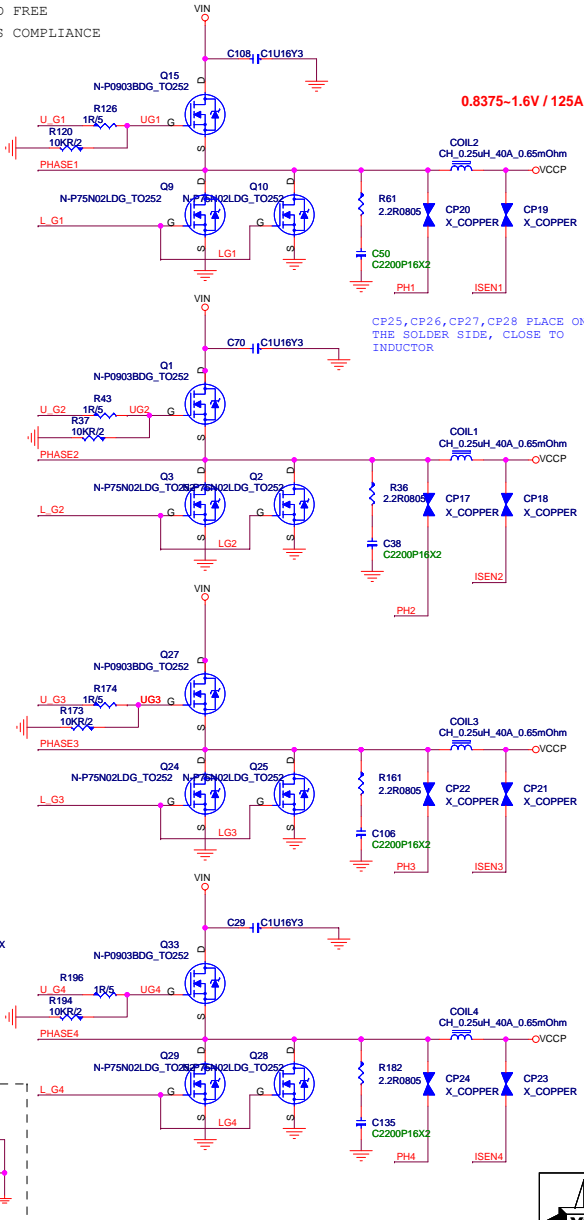 D FREE
S COMPLIANCE
VIN
C108 C1U16Y3
Q15
N-P0903BDG_TO252
D
0.8375~1.6V / 125A
U_G1 R126 1R/5 UG1 G
R120
10KR/2
S
PHASE1
COIL2
CH_0.25uH_40A_0.65mOhm
VCCP
Q9 D Q10 D
N-P75N02LDG_TO252
R61
2.2R0805
CP20
X_COPPER
CP19
X_COPPER
L_G1 G G
LG1
S S
C50
C2200P16X2
PH1 ISEN1
VIN
CP25,CP26,CP27,CP28 PLACE ON
THE SOLDER SIDE, CLOSE TO
INDUCTOR
C70 C1U16Y3
Q1
N-P0903BDG_TO252
D
U_G2 R43 1R/5 UG2 G
R37
10KR/2
S
PHASE2
COIL1
CH_0.25uH_40A_0.65mOhm
VCCP
Q3 D Q2 D
R36
2.2R0805
CP17
X_COPPER
CP18
X_COPPER
L_G2 G G
LG2
S S
C38
C2200P16X2
ISEN2
PH2
VIN
Q27
N-P0903BDG_TO252
D
U_G3 R174 1R/5 UG3 G
R173
10KR/2
S
PHASE3
COIL3
CH_0.25uH_40A_0.65mOhm
VCCP
Q24 D Q25 D
N-P75N02LDG_TO252 N-P75N02LDG_TO252
R161
2.2R0805
CP22
X_COPPER
CP21
X_COPPER
L_G3 G G
LG3
S S
C106
C2200P16X2
PH3 ISEN3
VIN
C29 C1U16Y3
X
Q33
N-P0903BDG_TO252
D
U_G4 R196 1R/5 UG4 G
R194
10KR/2
S
PHASE4
COIL4
CH_0.25uH_40A_0.65mOhm
VCCP
Q29 D Q28 D
R182
2.2R0805
CP24
X_COPPER
CP23
X_COPPER
L_G4 G G
LG4
S S
C135
C2200P16X2
PH4 ISEN4